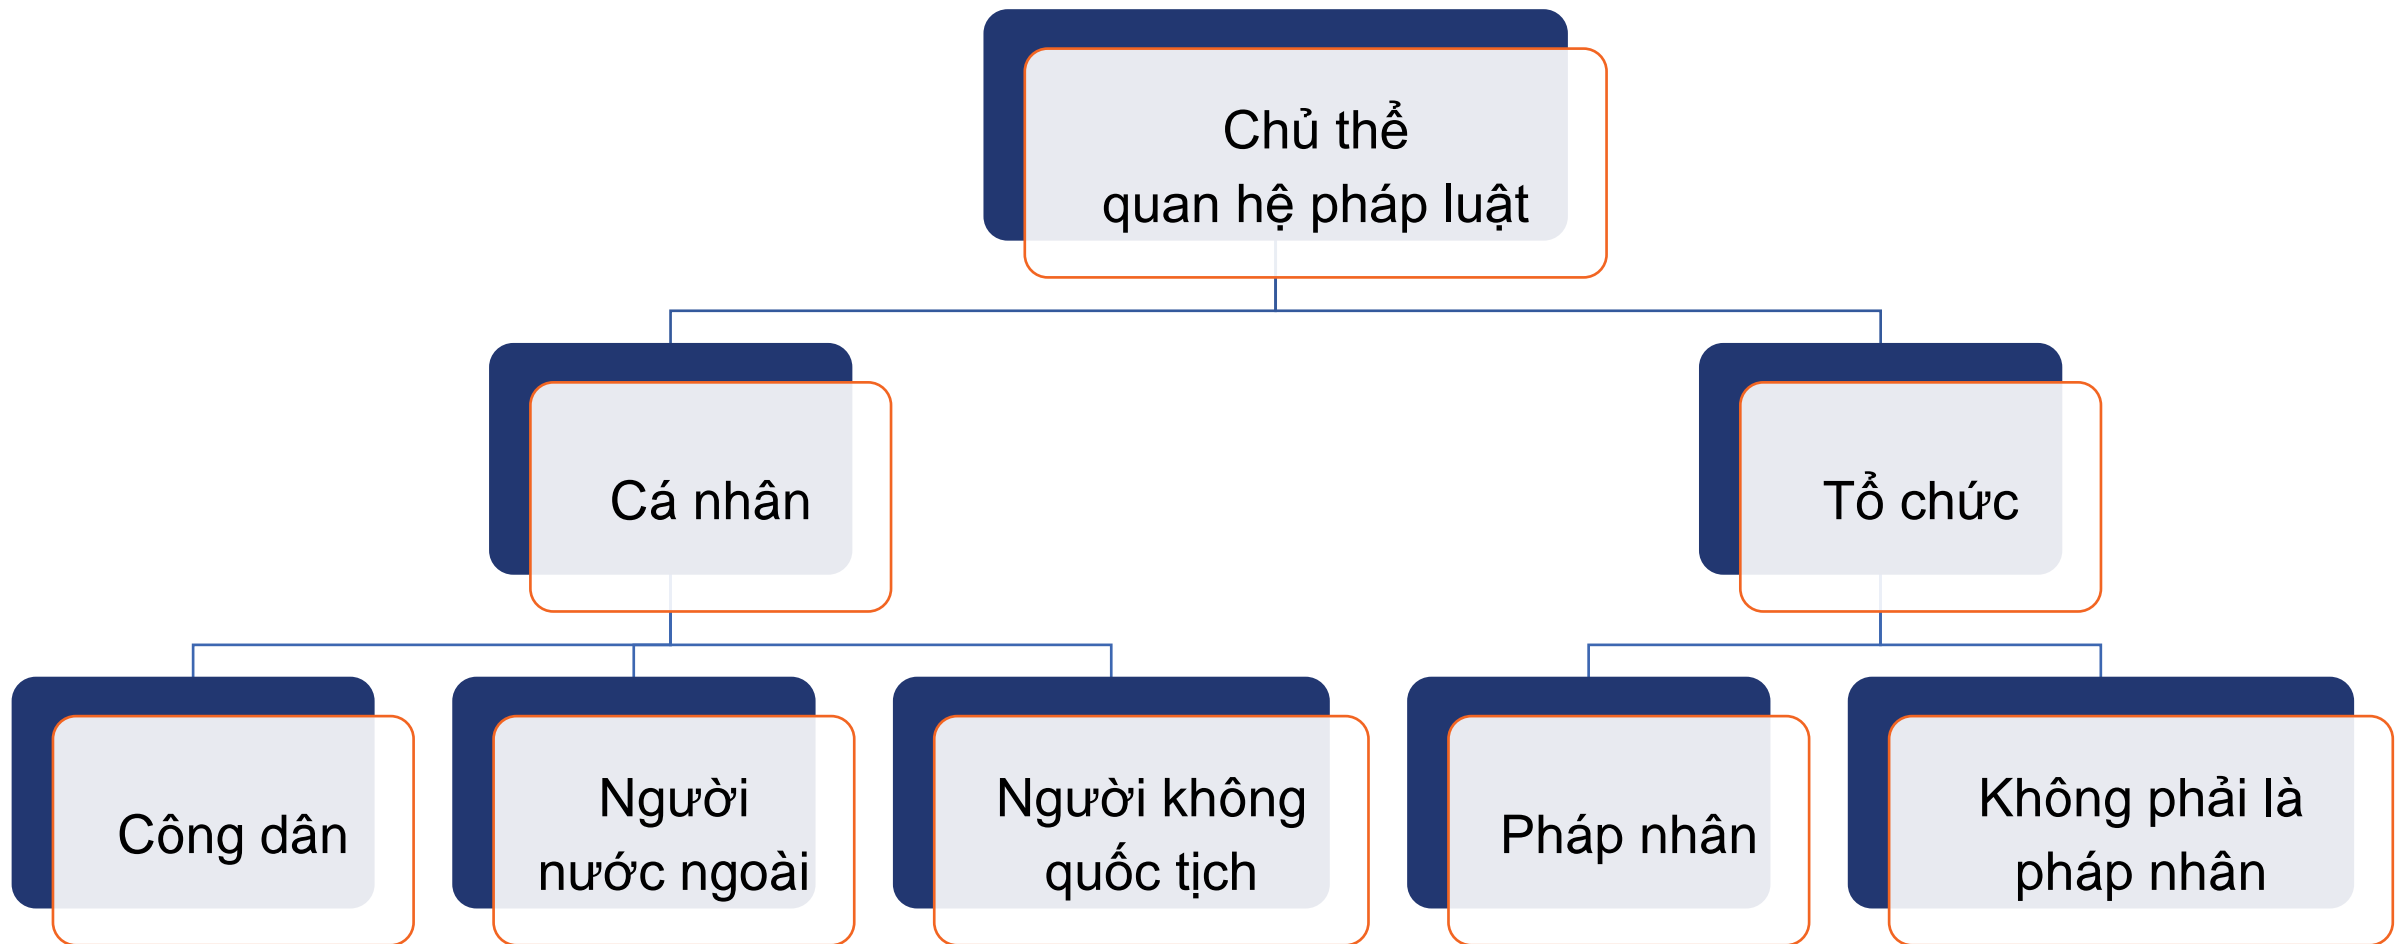 Chủ thể
quan hệ pháp luật
Cá nhân
Tổ chức
Công dân
Người
nước ngoài
Người không
quốc tịch
Pháp nhân
Không phải là
pháp nhân